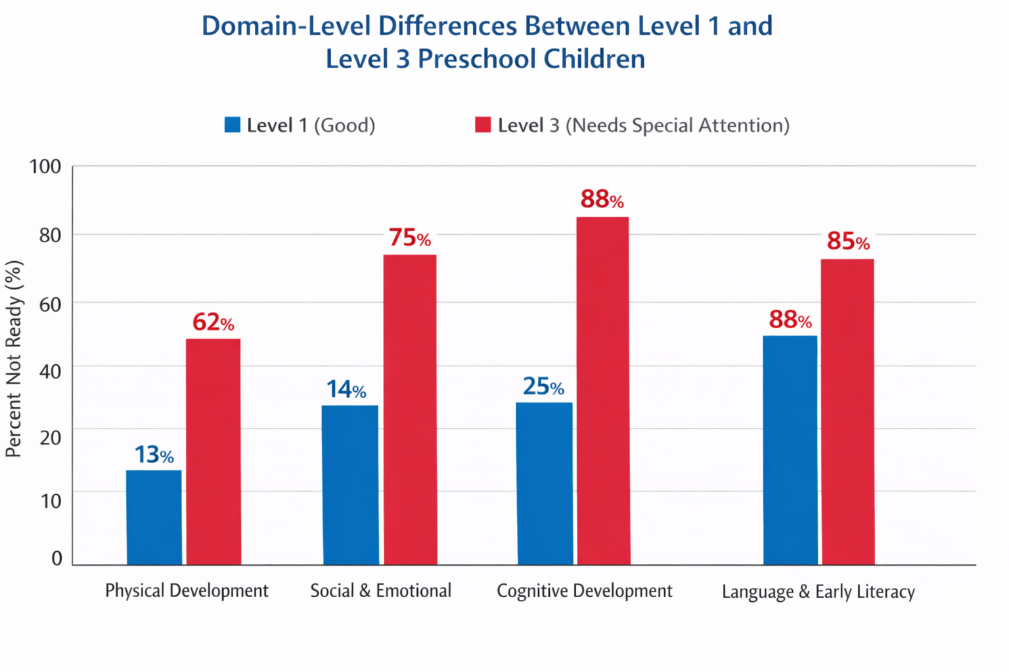 Domain-Level Differences Between Level 1 and
Level 3 Preschool Children
Level 1 (Good)
Level 3 (Needs Special Attention)
Percent Not Ready (%)
100
80
60
40
20
10
0
13%
62%
14%
75%
25%
88%
88%
85%
Physical Development
Social & Emotional
Cognitive Development
Language & Early Literacy